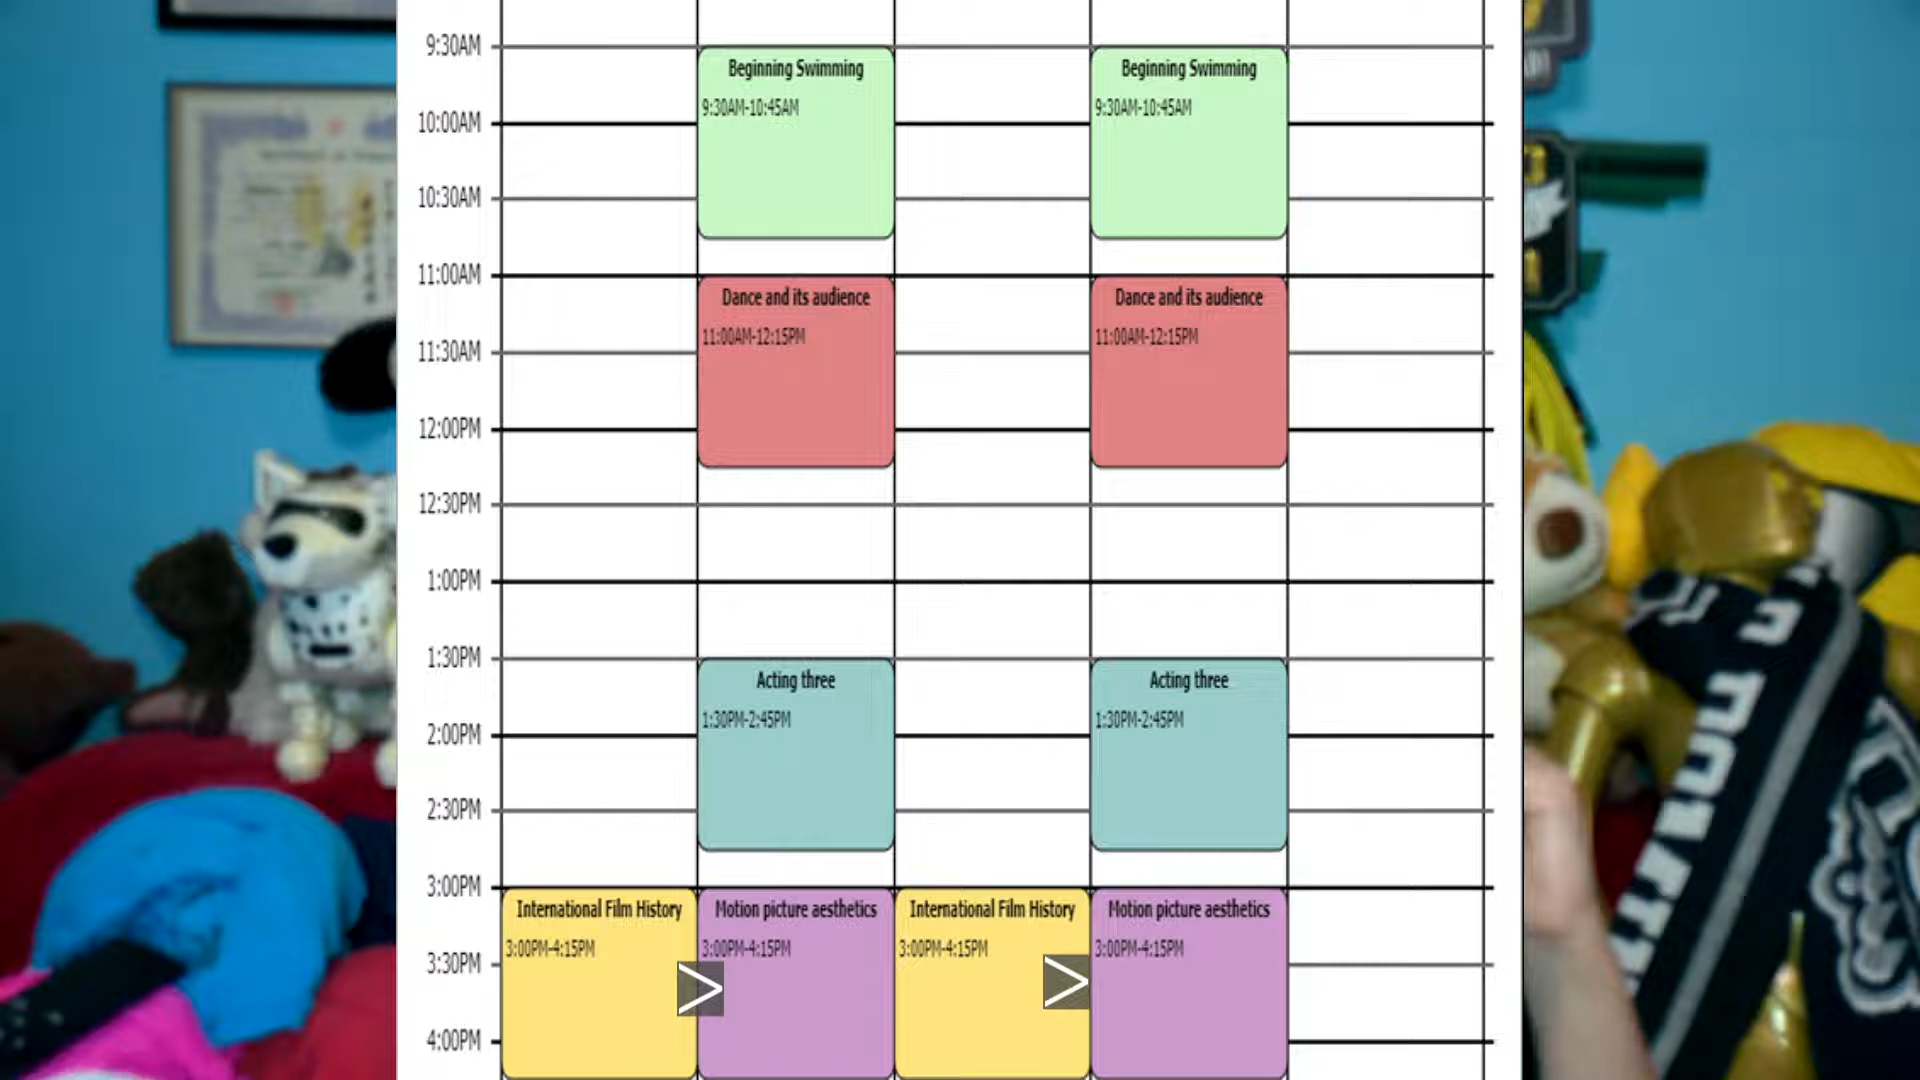 9:30AM
Beginning Swimming
Beginning Swimming
9:30AM-10:45AM
9:30AM-10:45AM
10:00AM
10:30AM
11:00AM
Dance and its audience
Dance and its audience
11:00AM-12:15PM
11:00AM-12:15PM
11:30AM
12:00PM
12:30PM
1:00PM
1:30PM
Acting three
Acting three
1:30PM-2:45PM
1:30PM-2:45PM
2:00PM
2:30PM
3:00PM
International Film History
Motion picture aesthetics
International Film History
Motion picture aesthetics
3:00PM-4:15PM
3:00PM-4:15PM
3:00PM-4:15PM
3:00PM-4:15PM
3:30PM
4:00PM